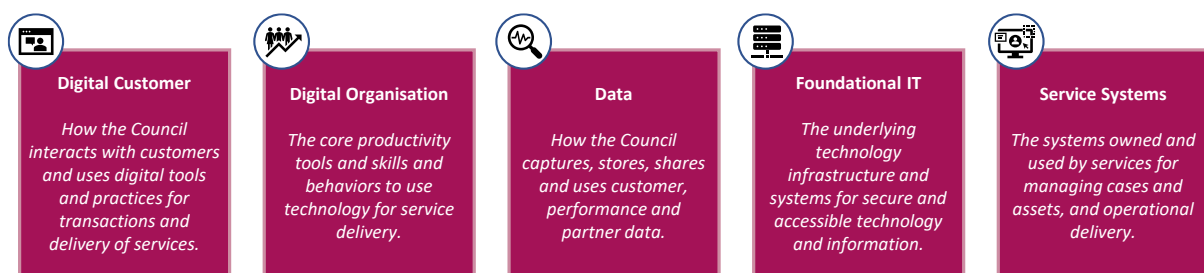 Digital Customer
How the Council
interacts with customers
and uses digital tools
and practices for
transactions and
delivery of services.
Digital Organisation
The core productivity
tools and skills and
behaviors to use
technology for service
delivery.
Data
How the Council
captures, stores, shares
and uses customer,
performance and
partner data.
Foundational IT
The underlying
technology
infrastructure and
systems for secure and
accessible technology
and information.
Service Systems
The systems owned and
used by services for
managing cases and
assets, and operational
delivery.